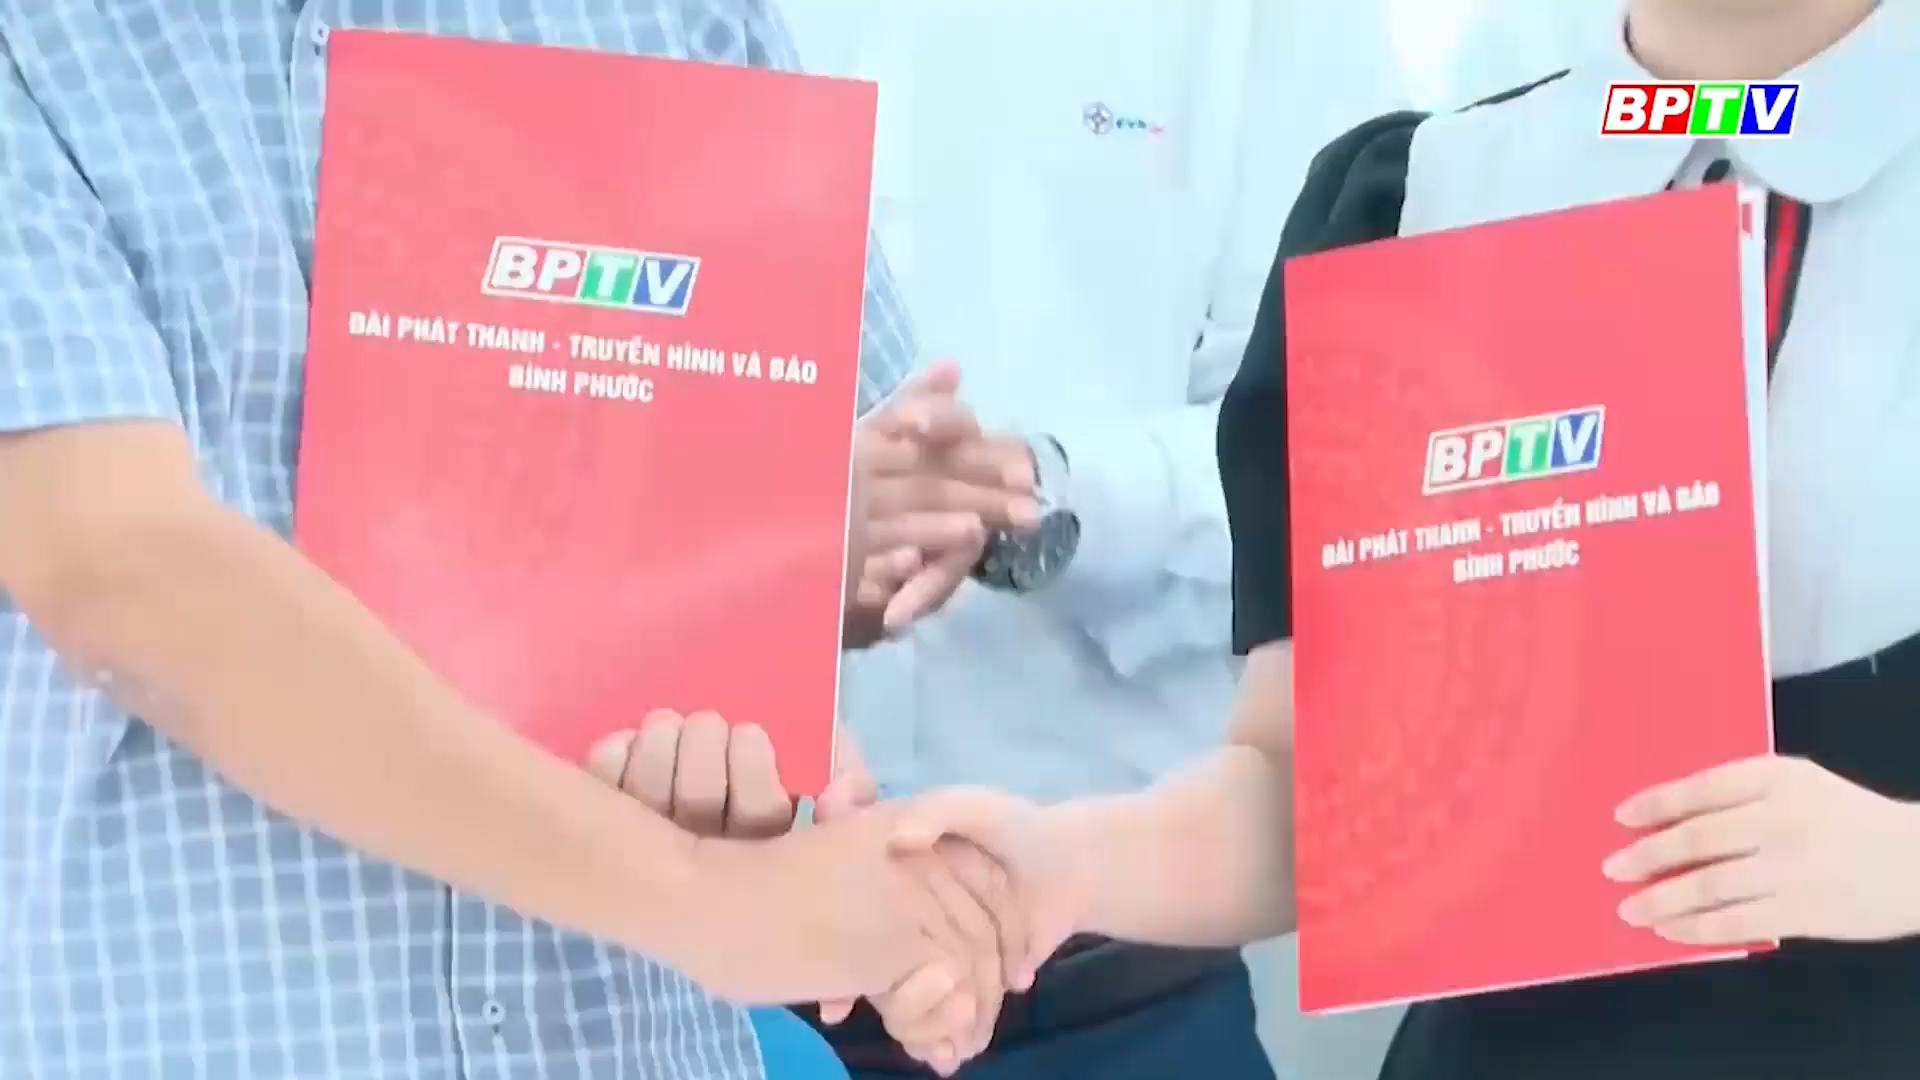 BPTV
BPTV
ĐÀI PHÁT THANH - TRUYỀN HÌNH VÀ BÁO
BÌNH PHƯỚC
BPTV
ĐÀI PHÁT THANH - TRUYỀN HÌNH VÀ BÁO
BÌNH PHƯỚC